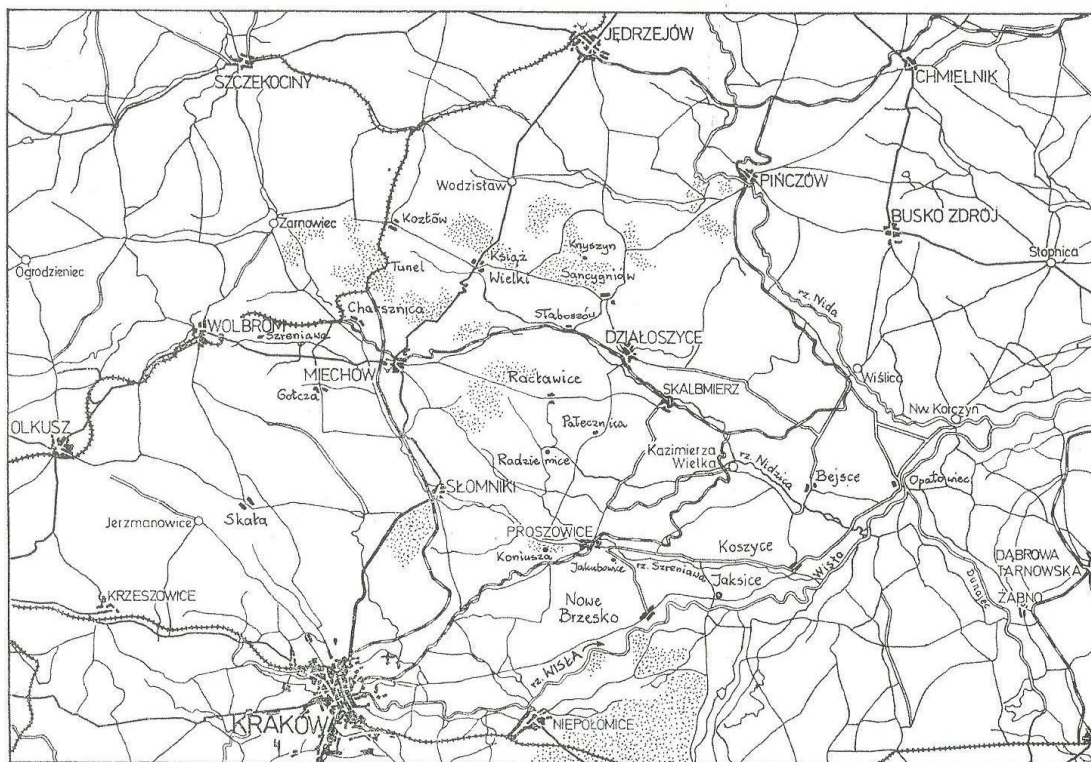 JĘDRZEJÓW
SZCZEKOCINY
CHMIELNIK
Wodzisław
PIŃCZÓW
Żarnowiec
Kozłów
BUSKO ZDRÓJ
Knyszyn
Stopnica
Ogrodzieniec
Tunel
Książ
Wielki
Sancygniów
rz. Nida
Charsznica
Słaboszów
WOLBROM
Szreniawa
DZIAŁOSZYCE
MIECHÓW
Wiślica
Racławice
SKALBMIERZ
Gołcza
Nw. Korczyn
Pałecznica
OLKUSZ
Kazimierza
Wielka
Radziemice
rz. Nidzica
Bejsce
Opatowiec
SŁOMNIKI
Skała
Jerzmanowice
PROSZOWICE
Koszyce
Koniusza
DĄBROWA
TARNOWSKA
Jakubowice
rz. Szreniawa
Jaksice
Wisła
Dunajec
KRZESZOWICE
Nowe
Brzesko
ŻABNO
rz. WISŁA
KRAKÓW
NIEPOŁOMICE